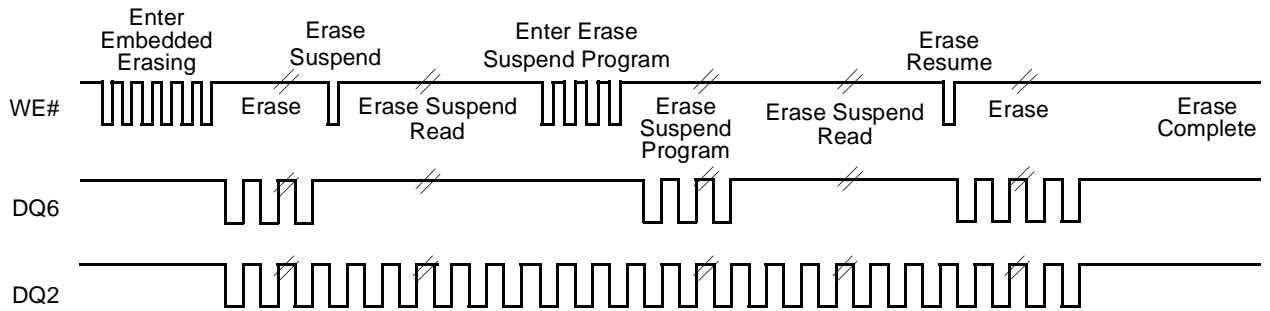 Enter
Embedded
Erasing
Erase
Suspend
Enter Erase
Suspend Program
Erase
Resume
WE#
Erase
Erase Suspend
Read
Erase
Suspend
Program
Erase Suspend
Read
Erase
Erase
Complete
DQ6
DQ2